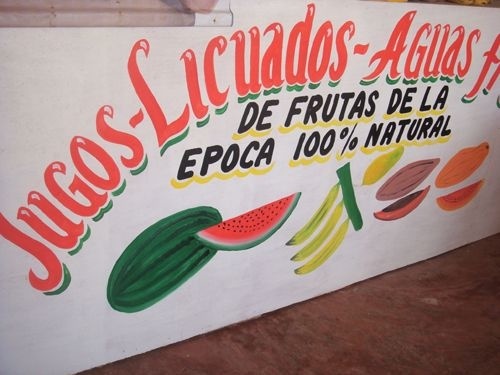 JUGOS-LICUADOS-AGUAS
DE FRUTAS DE LA
EPOCA 100% NATURAL